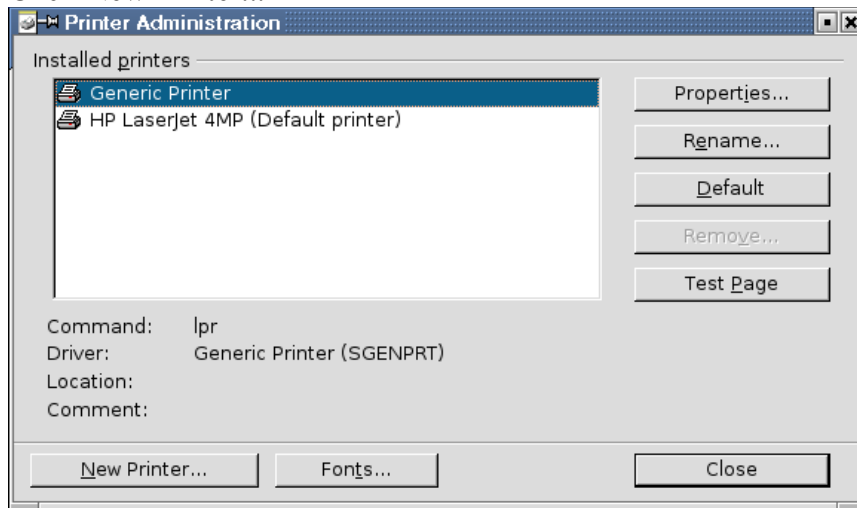 Printer Administration
Installed printers
Generic Printer
HP LaserJet 4MP (Default printer)
Properties...
Rename...
Default
Remove...
Test Page
Command: lpr
Driver: Generic Printer (SGENPRT)
Location:
Comment:
New Printer...
Fonts...
Close